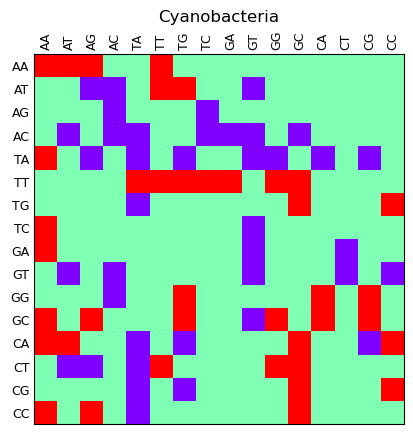 Cyanobacteria
AA AT AG AC TA TT TG TC GA GT GG GC CA CT CG CC
AA
AT
AG
AC
TA
TT
TG
TC
GA
GT
GG
GC
CA
CT
CG
CC